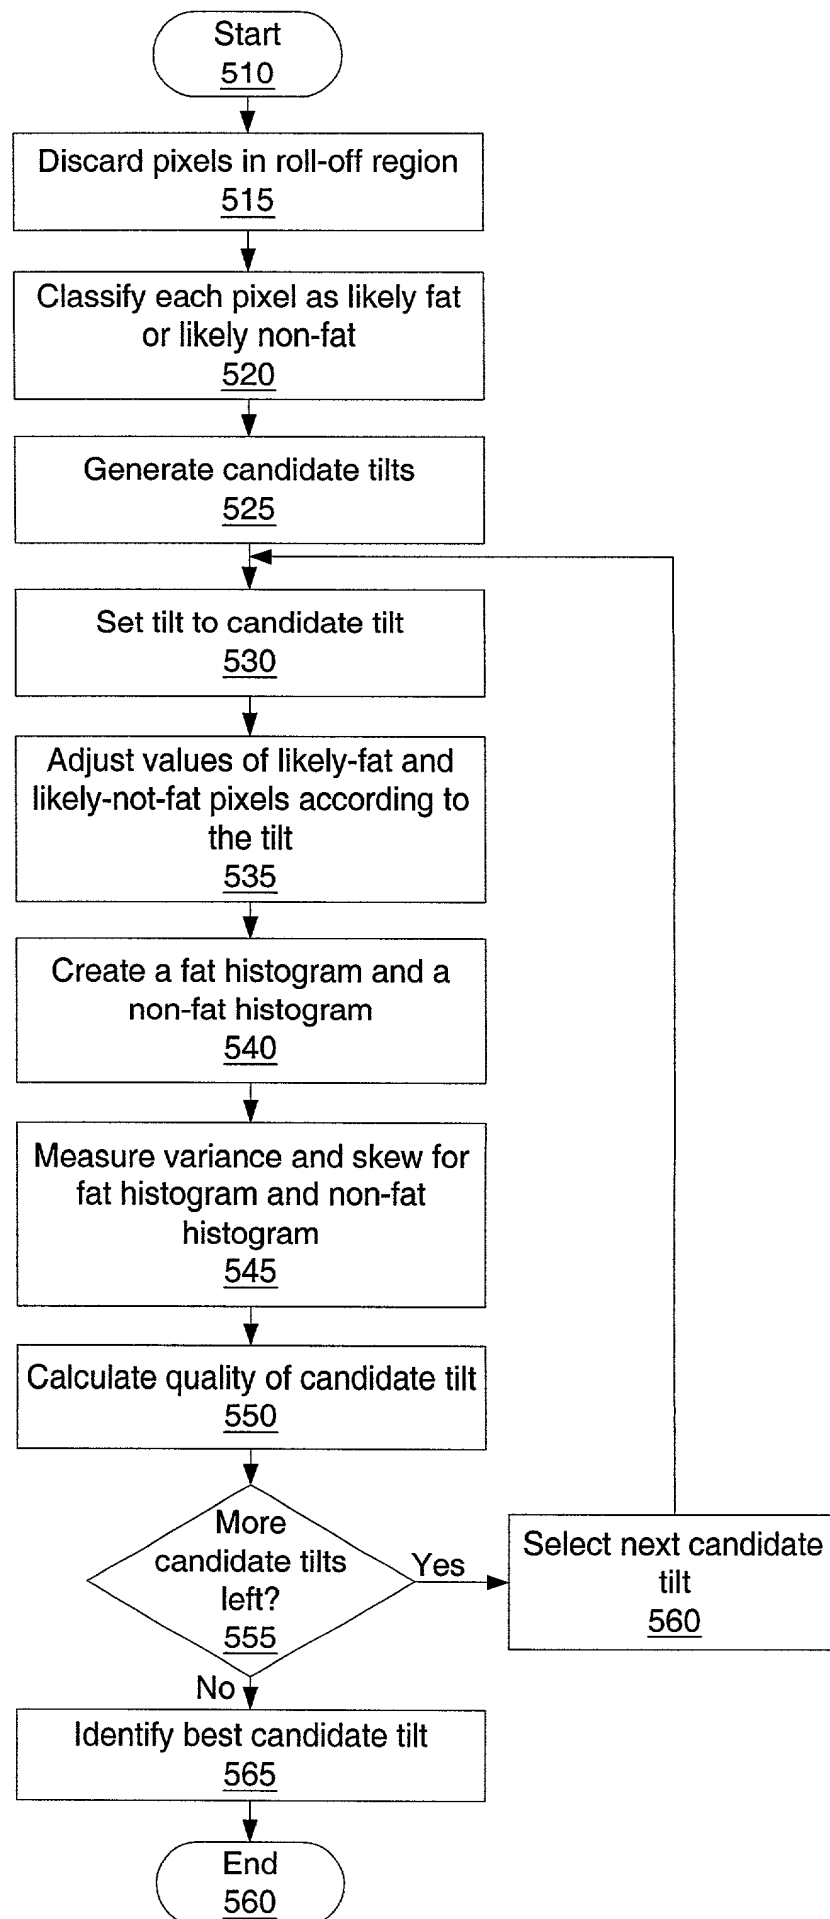 Start
510
Discard pixels in roll-off region
515
Classify each pixel as likely fat
or likely non-fat
520
Generate candidate tilts
525
Set tilt to candidate tilt
530
Adjust values of likely-fat and
likely-not-fat pixels according to
the tilt
535
Create a fat histogram and a
non-fat histogram
540
Measure variance and skew for
fat histogram and non-fat
histogram
545
Calculate quality of candidate tilt
550
More
candidate tilts
left?
555
Yes
Select next candidate
tilt
560
No
Identify best candidate tilt
565
End
560